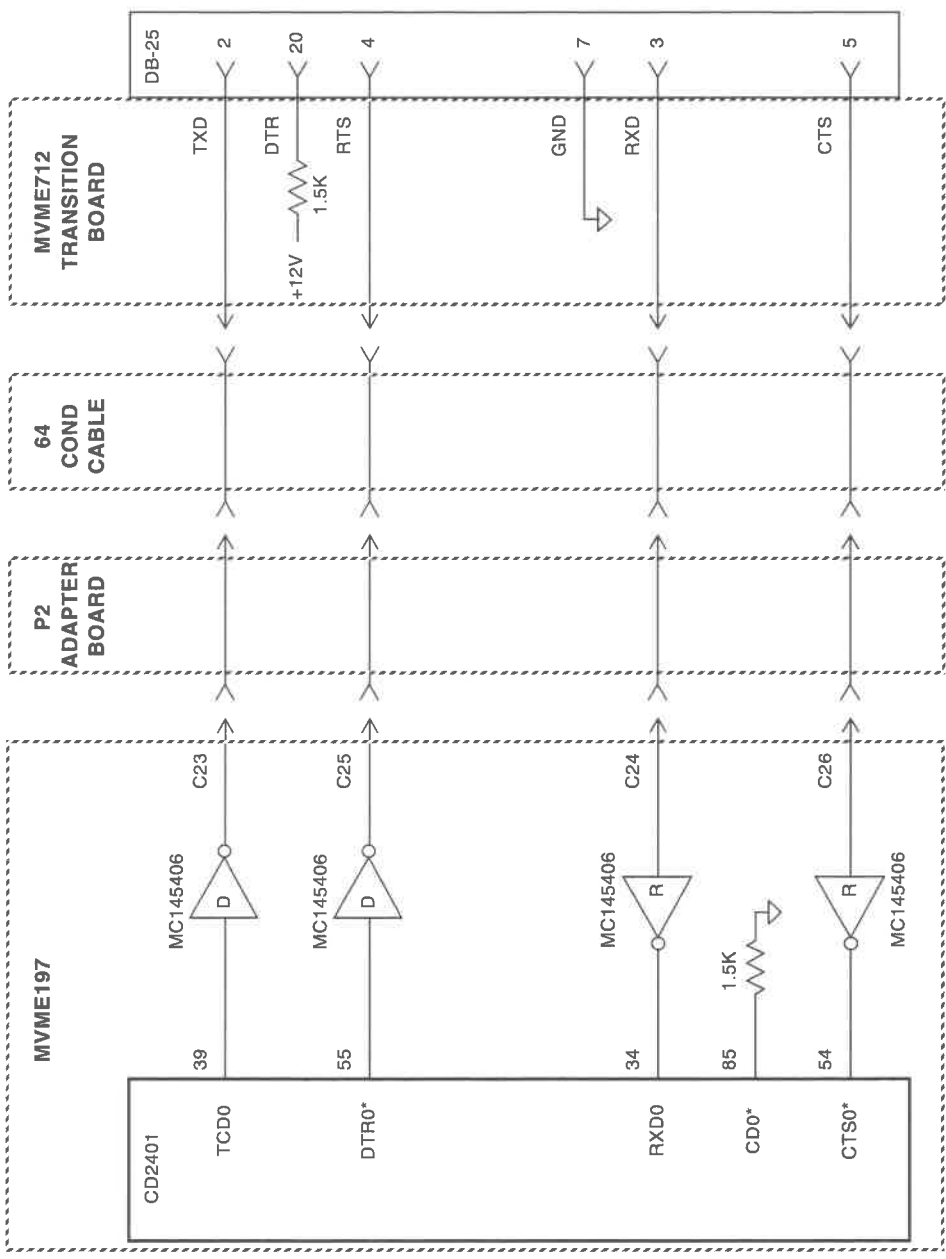 MVME197
P2
ADAPTER
BOARD
64
COND
CABLE
MVME712
TRANSITION
BOARD
CD2401
DB-25
MC145406
TCD0
39
D
C23
TXD
2
DTR
20
+12V
1.5K
MC145406
DTR0*
55
D
C25
RTS
4
GND
7
MC145406
RXD0
34
R
C24
RXD
3
1.5K
CD0*
85
CTS0*
54
R
C26
CTS
5
MC145406